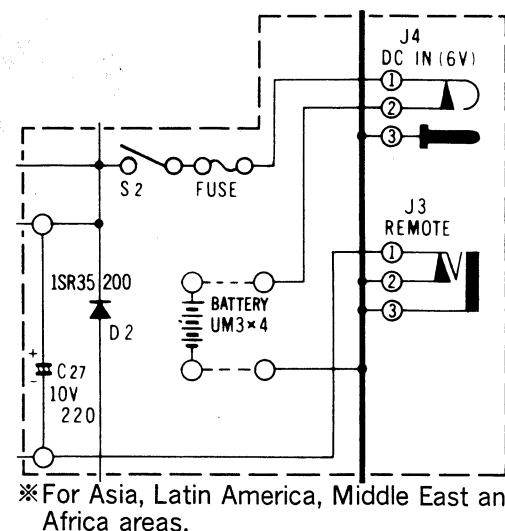 J4
DC IN (6V)
1
2
3
S2
FUSE
J3
REMOTE
1
2
3
1SR35 200
D2
BATTERY
UM3×4
+
C27
-
10V
220
※For Asia, Latin America, Middle East an
Africa areas.